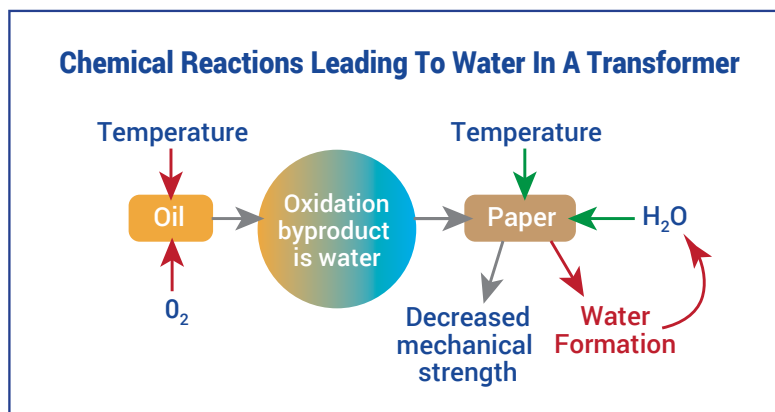 Chemical Reactions Leading To Water In A Transformer
Temperature
Temperature
Oil
Oxidation
byproduct
is water
Paper
H₂O
0₂
Decreased
mechanical
strength
Water
Formation